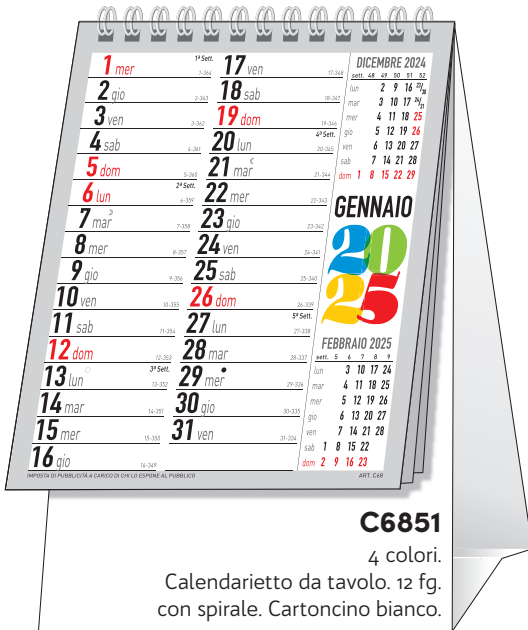 1 mer 1ª Sett. 1-364
2 gio 2-363
3 ven 3-362
4 sab 4-361
5 dom 5-360
6 lun 2ª Sett. 6-359
7 mar 7-358
8 mer 8-357
9 gio 9-356
10 ven 10-355
11 sab 11-354
12 dom 12-353
13 lun 3ª Sett. 13-352
14 mar 14-351
15 mer 15-350
16 gio 16-349
17 ven 17-348
18 sab 18-347
19 dom 19-346
20 lun 4ª Sett. 20-345
21 mar 21-344
22 mer 22-343
23 gio 23-342
24 ven 24-341
25 sab 25-340
26 dom 26-339
27 lun 5ª Sett. 27-338
28 mar 28-337
29 mer 29-336
30 gio 30-335
31 ven 31-334
DICEMBRE 2024
sett. 48 49 50 51 52
lun 2 9 16 23/30
mar 3 10 17 24/31
mer 4 11 18 25
gio 5 12 19 26
ven 6 13 20 27
sab 7 14 21 28
dom 1 8 15 22 29
GENNAIO
2025
FEBBRAIO 2025
sett. 5 6 7 8 9
lun 3 10 17 24
mar 4 11 18 25
mer 5 12 19 26
gio 6 13 20 27
ven 7 14 21 28
sab 1 8 15 22
dom 2 9 16 23
IMPOSTA DI PUBBLICITÀ A CARICO DI CHI LO ESPONE AL PUBBLICO
ART. C68
C6851
4 colori.
Calendarietto da tavolo. 12 fg.
con spirale. Cartoncino bianco.